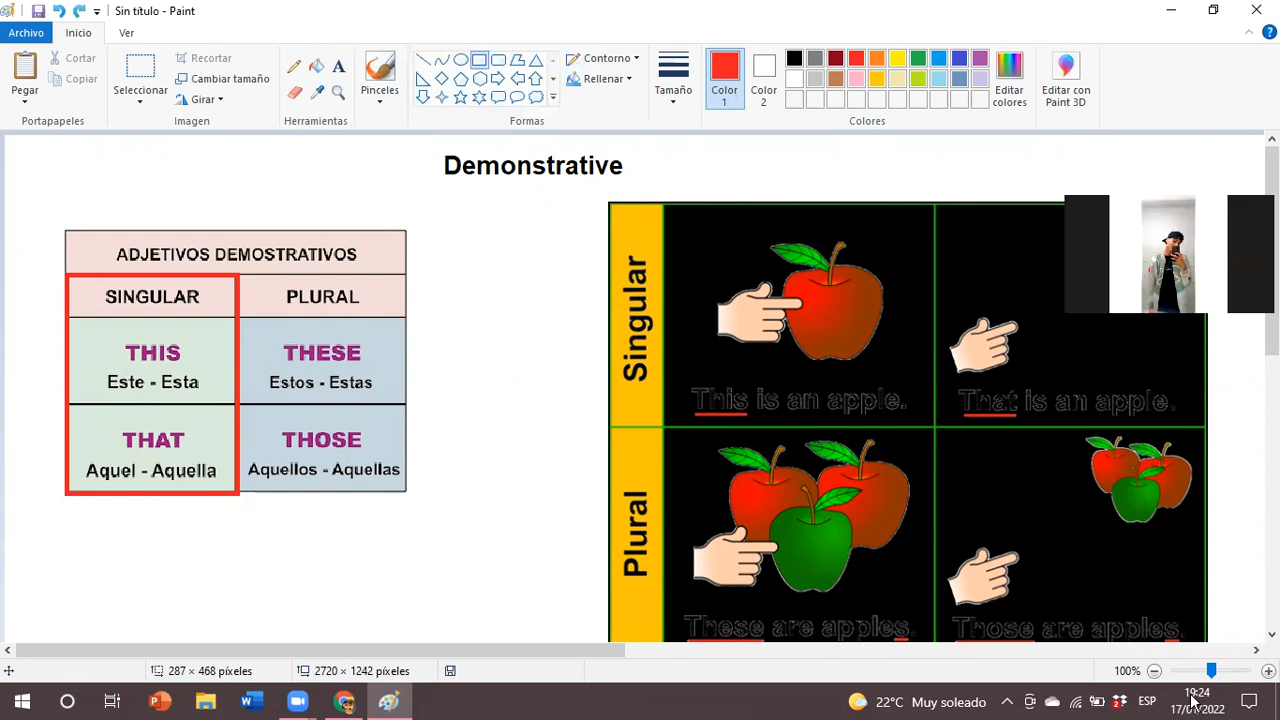 Sin título - Paint
Archivo Inicio Ver
Pegar
Cortar
Copiar
Portapapeles
Seleccionar
Recortar
Cambiar tamaño
Girar
Imagen
A
Herramientas
Pinceles
Contorno
Rellenar
Formas
Tamaño
Color 1
Color 2
Editar colores
Colores
Editar con Paint 3D
Demonstrative
ADJETIVOS DEMOSTRATIVOS
SINGULAR PLURAL
THIS THESE
Este - Esta Estos - Estas
THAT THOSE
Aquel - Aquella Aquellos - Aquellas
Singular
This is an apple. That is an apple.
Plural
These are apples. Those are apples.
287 × 468 píxeles 2720 × 1242 píxeles 100%
22°C Muy soleado ESP 19:24
17/01/2022